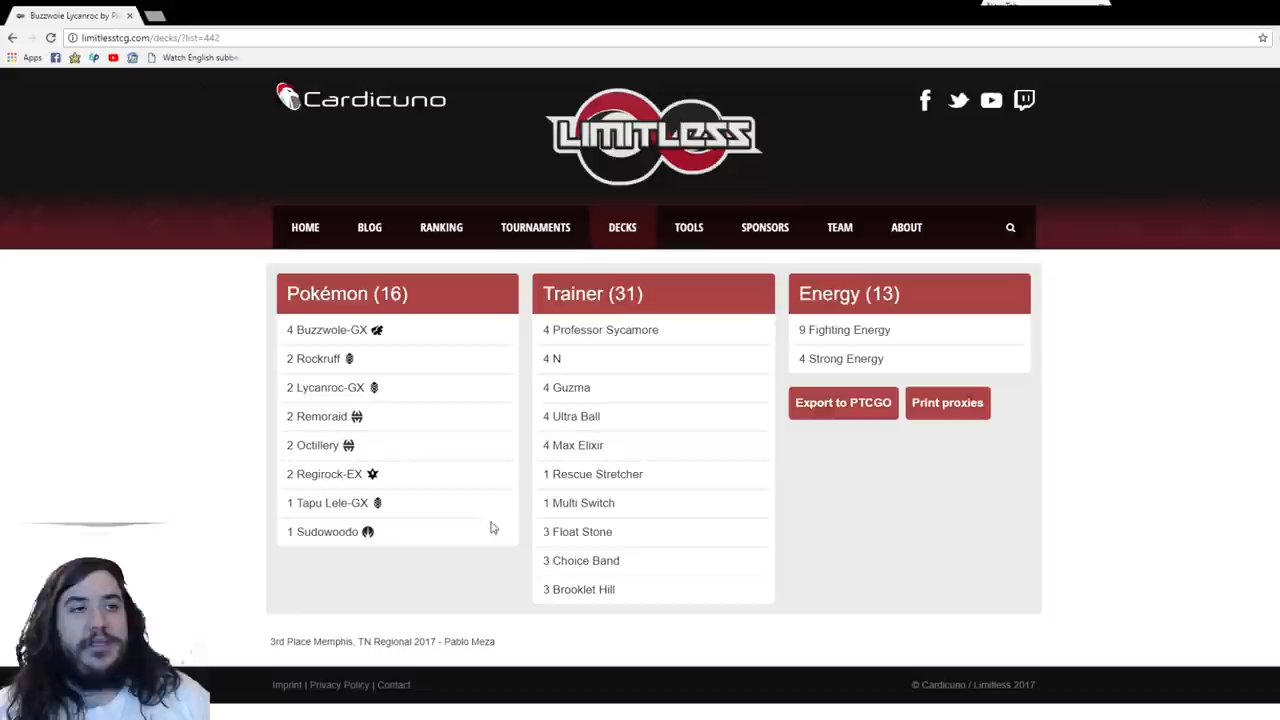 Buzzwole Lycanroc by P
limitlesstcg.com/decks/?list=442
Apps
Watch English subbe
Cardicuno
LIMITLESS
HOME BLOG RANKING TOURNAMENTS DECKS TOOLS SPONSORS TEAM ABOUT
Pokémon (16)
4 Buzzwole-GX
2 Rockruff
2 Lycanroc-GX
2 Remoraid
2 Octillery
2 Regirock-EX
1 Tapu Lele-GX
1 Sudowoodo
Trainer (31)
4 Professor Sycamore
4 N
4 Guzma
4 Ultra Ball
4 Max Elixir
1 Rescue Stretcher
1 Multi Switch
3 Float Stone
3 Choice Band
3 Brooklet Hill
Energy (13)
9 Fighting Energy
4 Strong Energy
Export to PTCGO Print proxies
3rd Place Memphis, TN Regional 2017 - Pablo Meza
Imprint | Privacy Policy | Contact
© Cardicuno / Limitless 2017